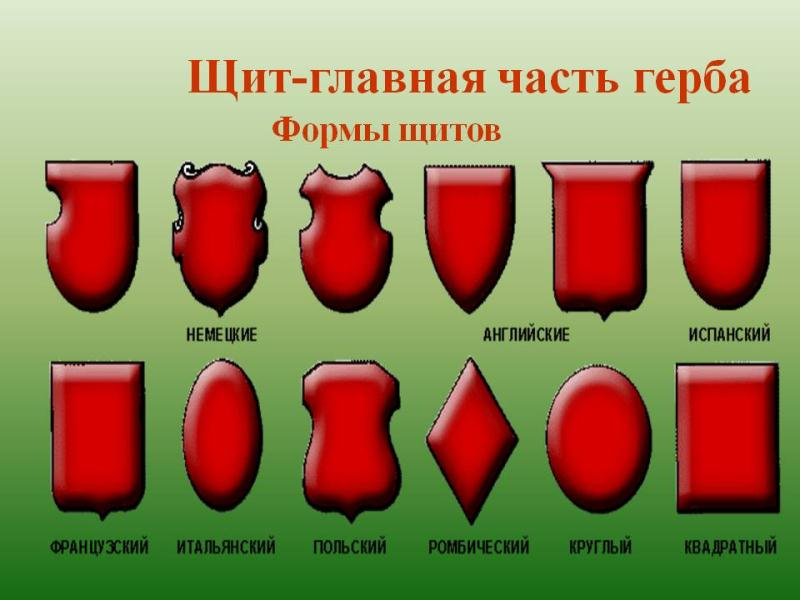 Щит-главная часть герба
Формы щитов
НЕМЕЦКИЕ АНГЛИЙСКИЕ ИСПАНСКИЙ
ФРАНЦУЗСКИЙ ИТАЛЬЯНСКИЙ ПОЛЬСКИЙ РОМБИЧЕСКИЙ КРУГЛЫЙ КВАДРАТНЫЙ